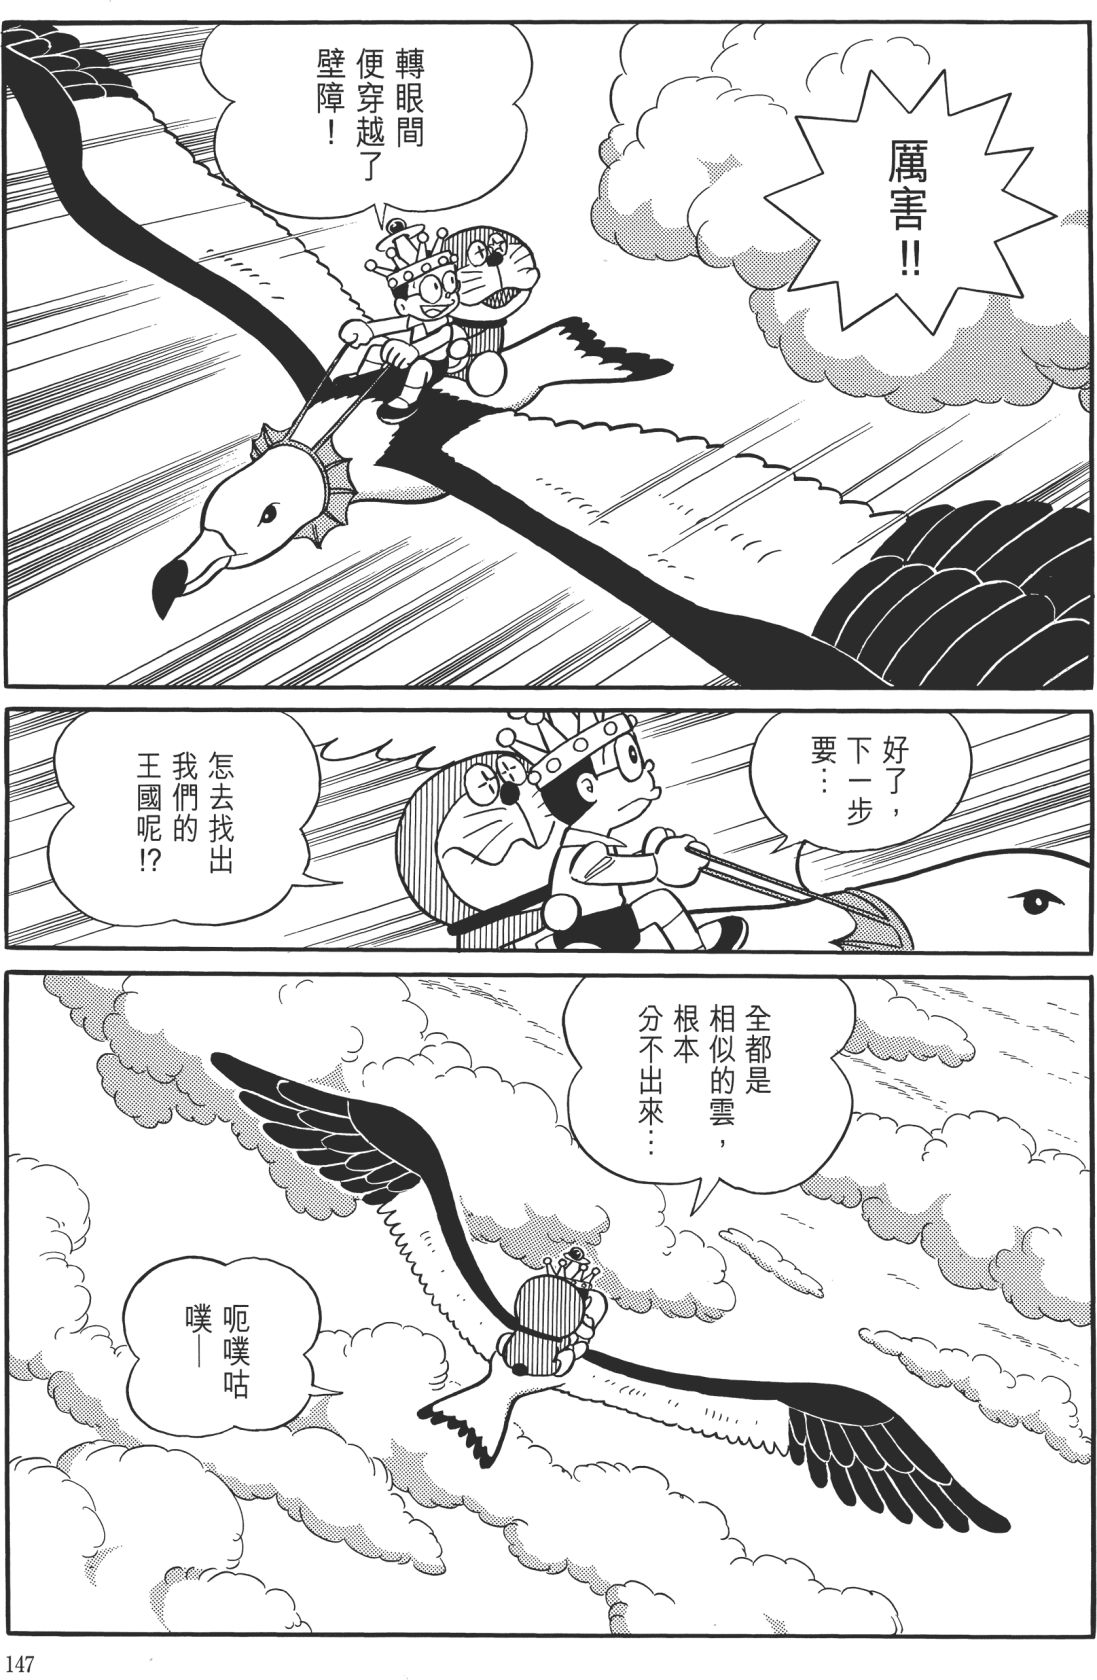 厲害!!
轉眼間
便穿越了
壁障！
好了，
下一步
要…
怎去找出
我們的
王國呢!?
全都是
相似的雲，
根本
分不出來…
呃噗咕
噗—
147